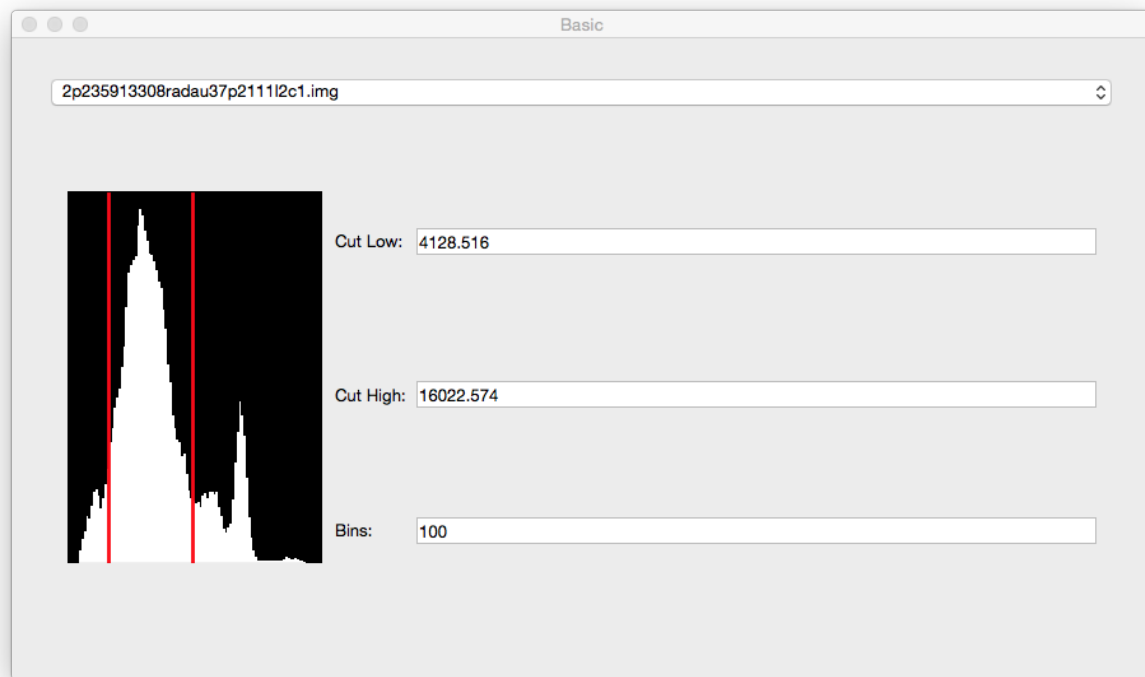 Basic
2p235913308radau37p2111l2c1.img
Cut Low: 4128.516
Cut High: 16022.574
Bins: 100